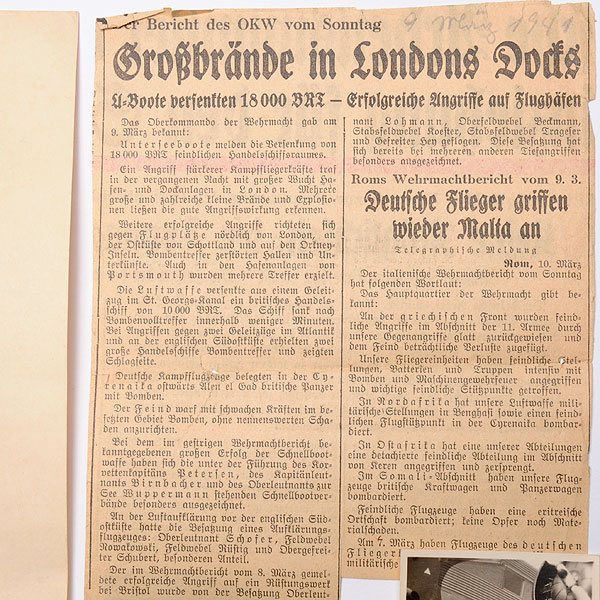 Der Bericht des OKW vom Sonntag
9 März 1941
Großbrände in Londons Docks
U-Boote versenkten 18 000 BRT — Erfolgreiche Angriffe auf Flughäfen
Das Oberkommando der Wehrmacht gab am
9. März bekannt:
Unterseeboote melden die Versenkung von
18 000 BRT feindlichen Handelsschiffsraumes.
Ein Angriff stärkerer Kampffliegerkräfte traf
in der vergangenen Nacht mit großer Wucht Ha-
fen- und Dockanlagen in London. Mehrere
große und zahlreiche kleine Brände und Explosio-
nen ließen die gute Angriffswirkung erkennen.
Weitere erfolgreiche Angriffe richteten sich
gegen Flugplätze nördlich von London, an
der Ostküste von Schottland und auf den Orkney-
Inseln. Bombentreffer zerstörten Hallen und Un-
terkünfte. Auch in den Hafenanlagen von
Portsmouth wurden mehrere Treffer erzielt.
Die Luftwaffe versenkte aus einem Geleit-
zug im St. Georgs-Kanal ein britisches Handels-
schiff von 10 000 BRT. Das Schiff sank nach
Bombenvolltreffer innerhalb weniger Minuten.
Bei Angriffen gegen zwei Geleitzüge im Atlantik
und an der englischen Südostküste erhielten zwei
große Handelsschiffe Bombentreffer und zeigten
Schlagseite.
Deutsche Kampfflugzeuge belegten in der Cy-
renaika ostwärts Alen el Gad britische Panzer
mit Bomben.
Der Feind warf mit schwachen Kräften im be-
setzten Gebiet Bomben, ohne nennenswerten Scha-
den anzurichten.
Bei dem im gestrigen Wehrmachtbericht be-
kanntgegebenen großen Erfolg der Schnellboot-
waffe haben sich die unter der Führung des Kor-
vettenkapitäns Petersen, des Kapitänleut-
nants Birnbacher und des Oberleutnants zur
See Wuppermann stehenden Schnellbootver-
bände besonders ausgezeichnet.
An der Luftaufklärung vor der englischen Süd-
ostküste hatte die Besatzung eines Aufklärungs-
flugzeuges: Oberleutnant Schofer, Feldwebel
Nowakowski, Feldwebel Rüstig und Obergefrei-
ter Schubert, besonderen Anteil.
Der im Wehrmachtbericht vom 8. März gemel-
dete erfolgreiche Angriff auf ein Rüstungswerk
bei Bristol wurde von der Besatzung Oberleut-
nant Lohmann, Oberfeldwebel Beckmann,
Stabsfeldwebel Koester, Stabsfeldwebel Trageser
und Gefreiter Hey geflogen. Diese Besatzung hat
sich bereits bei mehreren anderen Tiefangriffen
besonders ausgezeichnet.
Roms Wehrmachtbericht vom 9. 3.
Deutsche Flieger griffen
wieder Malta an
Telegraphische Meldung
Rom, 10. März
Der italienische Wehrmachtbericht vom Sonntag
hat folgenden Wortlaut:
Das Hauptquartier der Wehrmacht gibt be-
kannt:
An der griechischen Front wurden feind-
liche Angriffe im Abschnitt der 11. Armee durch
unsere Gegenangriffe glatt zurückgewiesen und
dem Feind beträchtliche Verluste zugefügt.
Unsere Fliegereinheiten haben feindliche Stel-
lungen, Batterien und Truppen intensiv mit
Bomben und Maschinengewehrfeuer angegriffen
und wichtige feindliche Stützpunkte getroffen.
In Nordafrika hat unsere Luftwaffe mili-
tärische Stellungen in Benghasi sowie einen feind-
lichen Flugstützpunkt in der Cyrenaika bombar-
diert.
In Ostafrika hat eine unserer Abteilungen
eine detachierte feindliche Abteilung im Abschnitt
von Keren angegriffen und zersprengt.
Im Somali-Abschnitt haben unsere Flug-
zeuge britische Kraftwagen und Panzerwagen
bombardiert.
Feindliche Flugzeuge haben eine eritreische
Ortschaft bombardiert; keine Opfer noch Ma-
terialschaden.
Am 7. März haben Flugzeuge des deutschen
Flieger
militärische